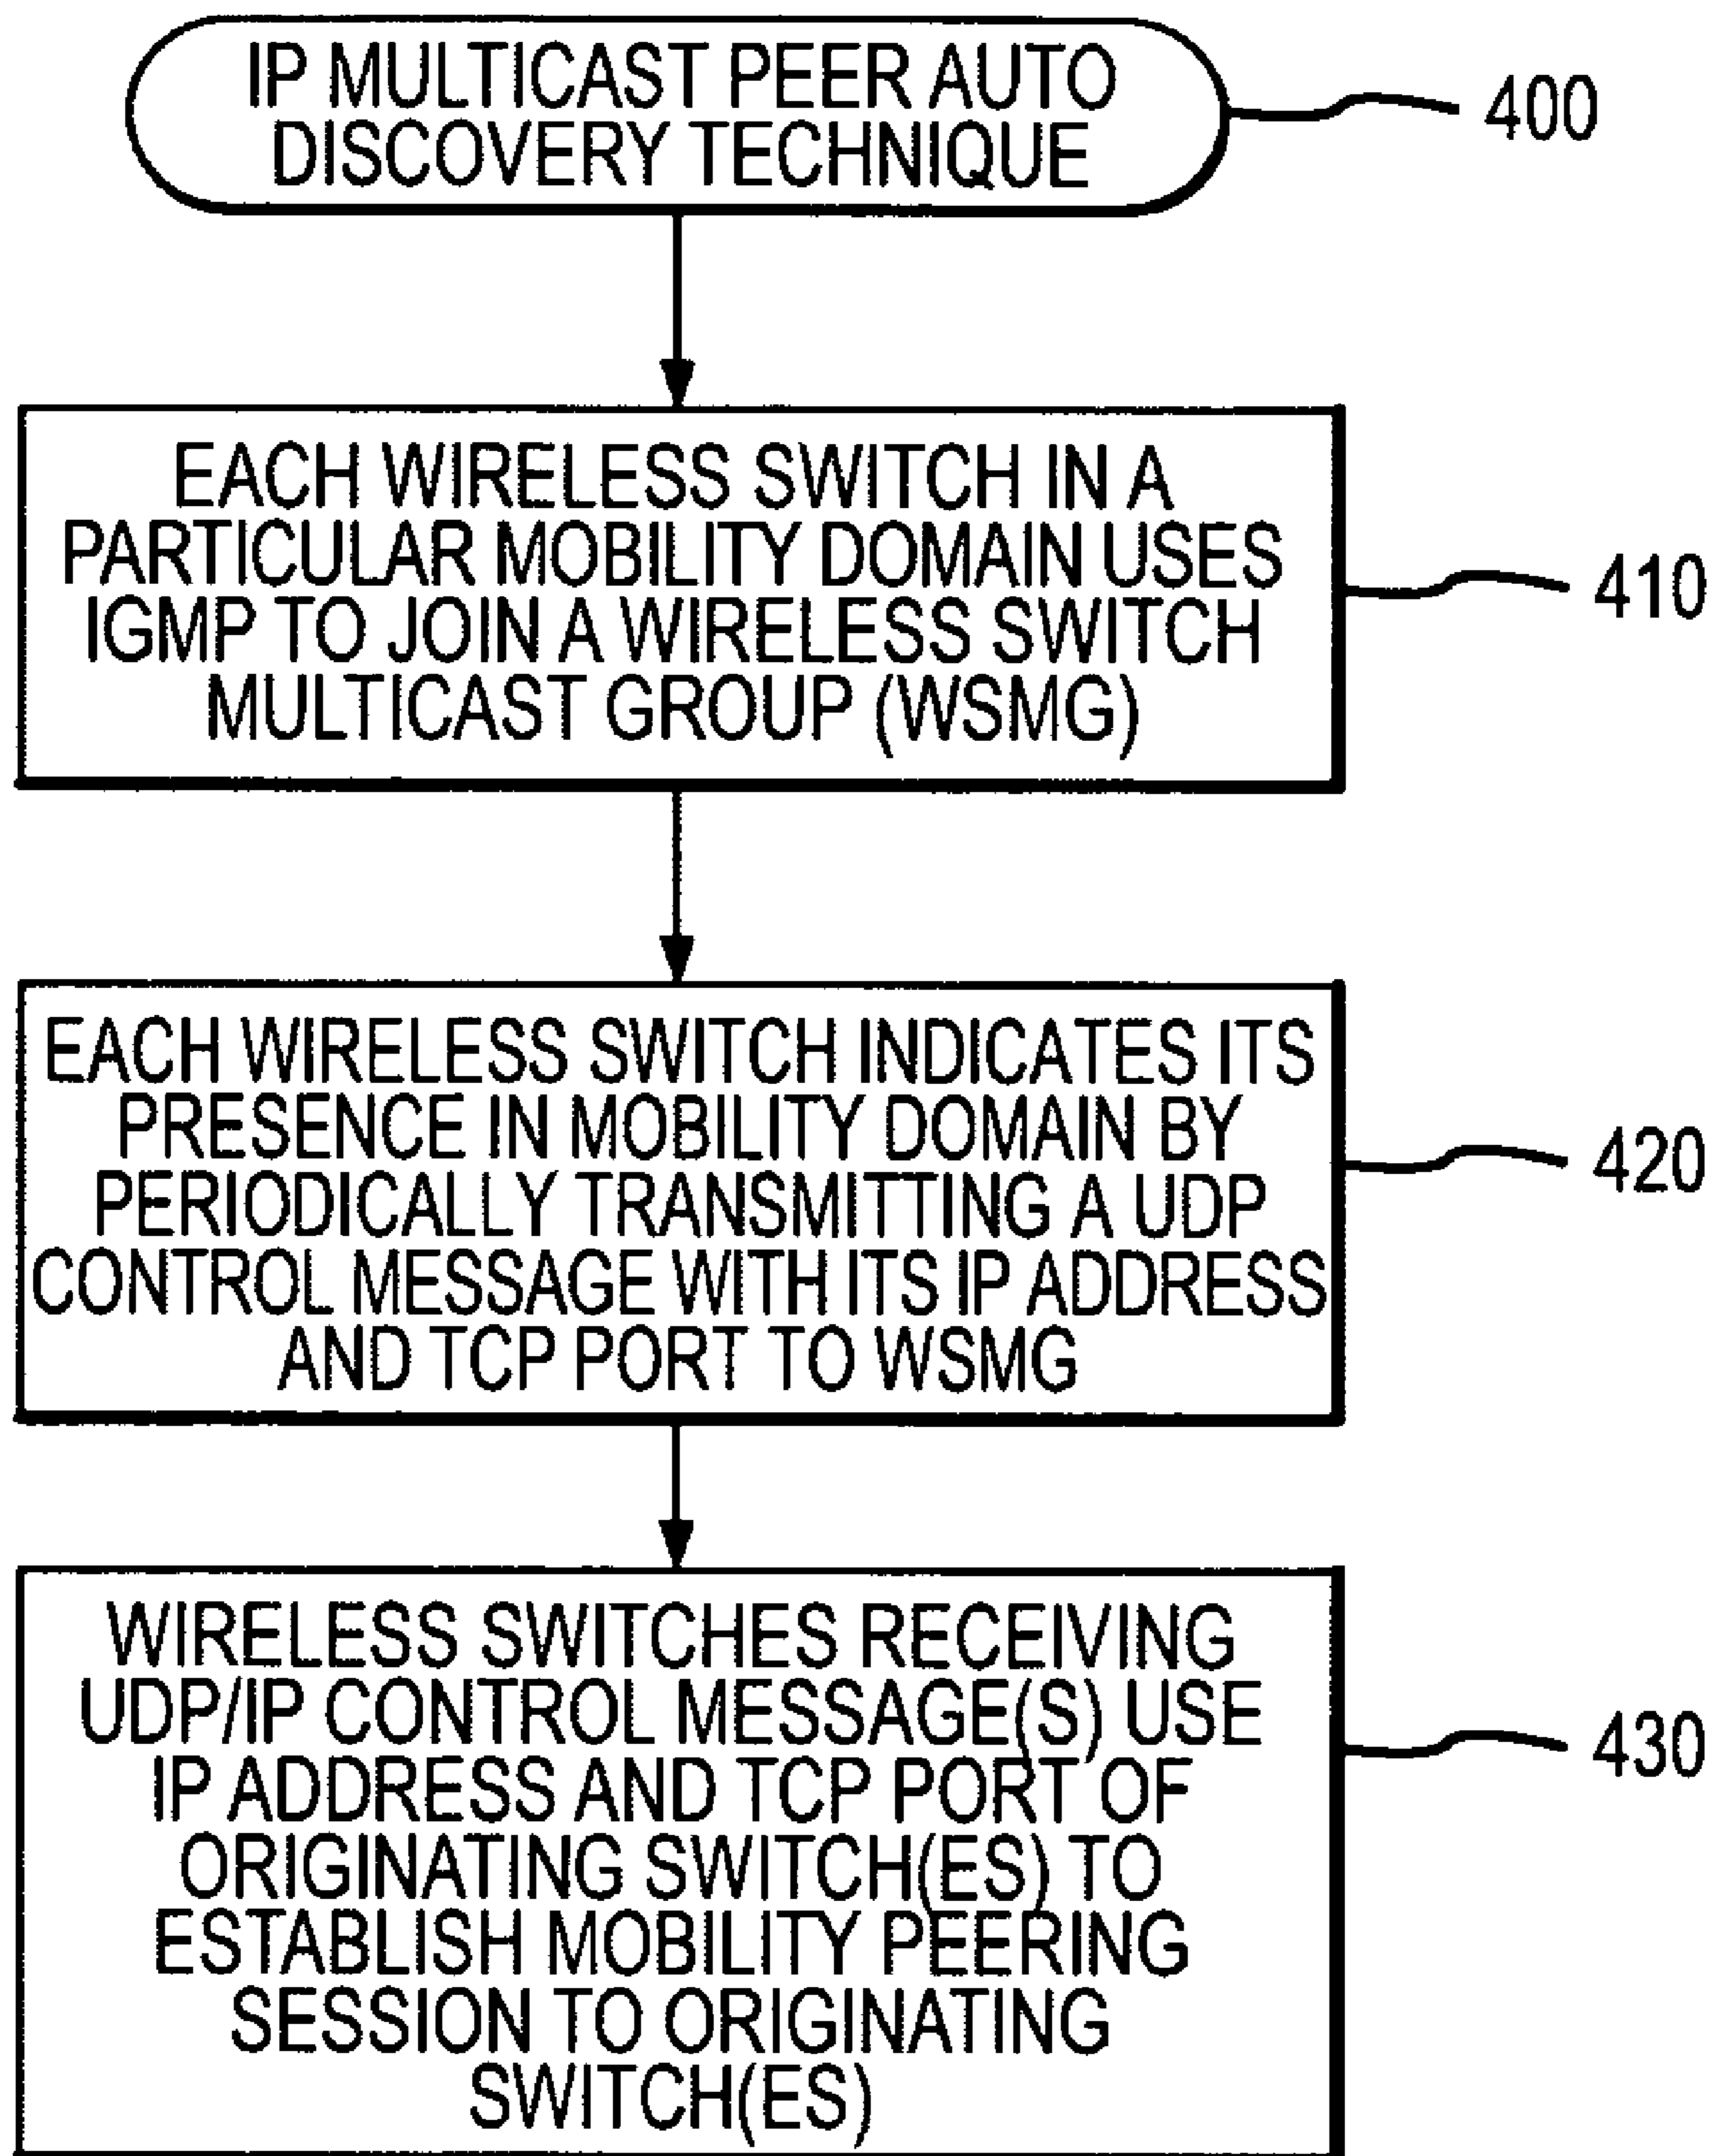 IP MULTICAST PEER AUTO
DISCOVERY TECHNIQUE
400
EACH WIRELESS SWITCH IN A
PARTICULAR MOBILITY DOMAIN USES
IGMP TO JOIN A WIRELESS SWITCH
MULTICAST GROUP (WSMG)
410
EACH WIRELESS SWITCH INDICATES ITS
PRESENCE IN MOBILITY DOMAIN BY
PERIODICALLY TRANSMITTING A UDP
CONTROL MESSAGE WITH ITS IP ADDRESS
AND TCP PORT TO WSMG
420
WIRELESS SWITCHES RECEIVING
UDP/IP CONTROL MESSAGE(S) USE
IP ADDRESS AND TCP PORT OF
ORIGINATING SWITCH(ES) TO
ESTABLISH MOBILITY PEERING
SESSION TO ORIGINATING
SWITCH(ES)
430